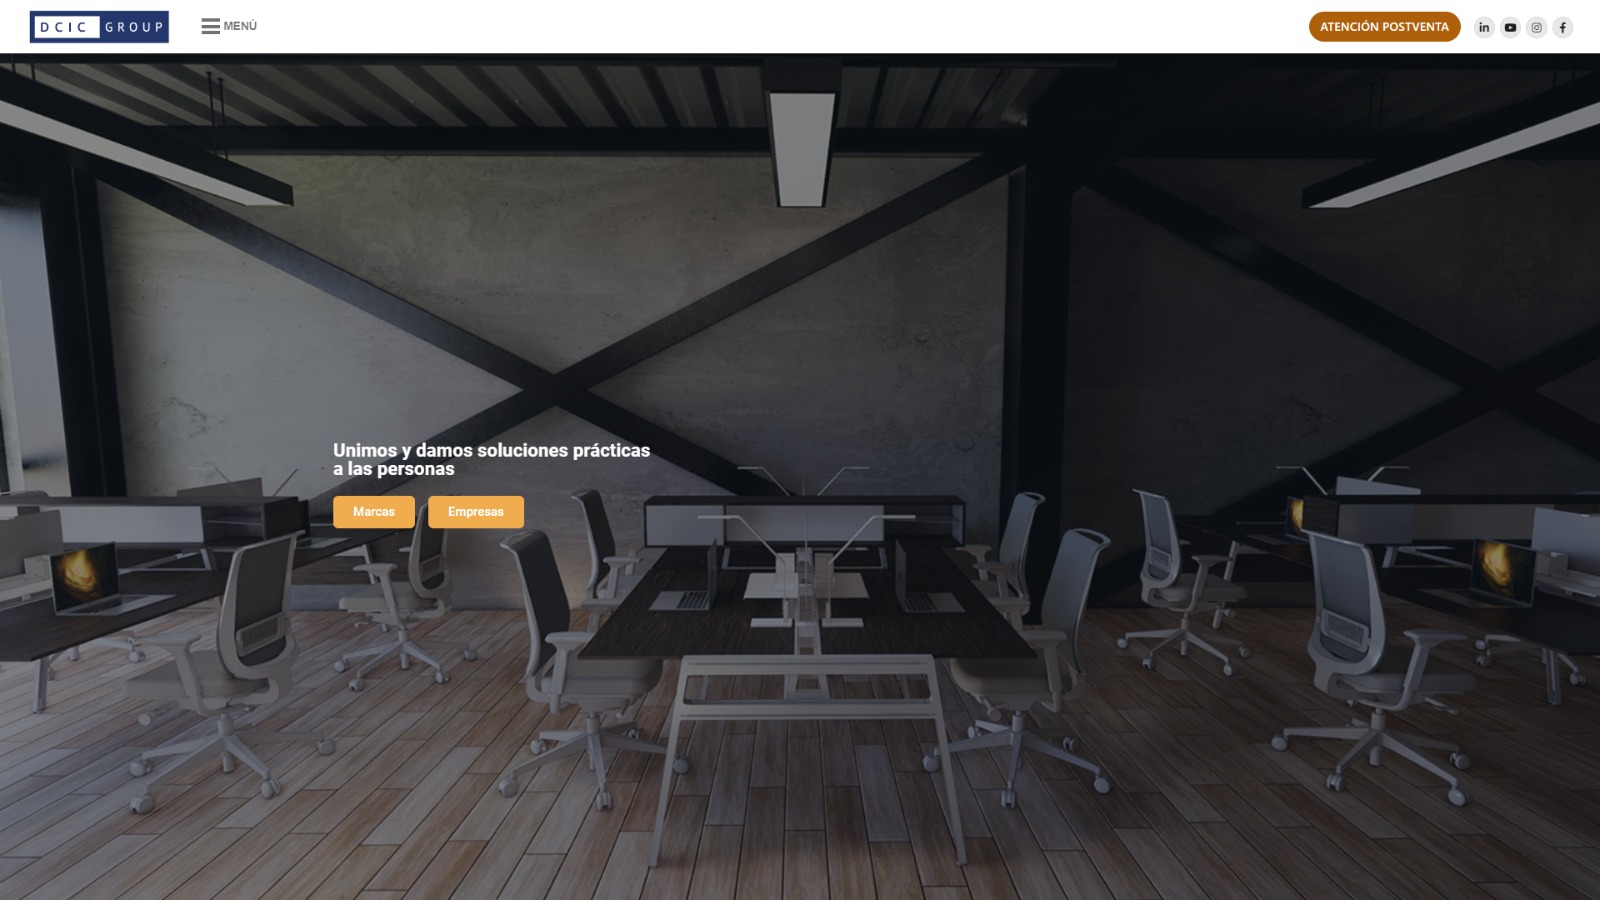 DCIC GROUP
MENÚ
ATENCIÓN POSTVENTA
Unimos y damos soluciones prácticas
a las personas
Marcas
Empresas